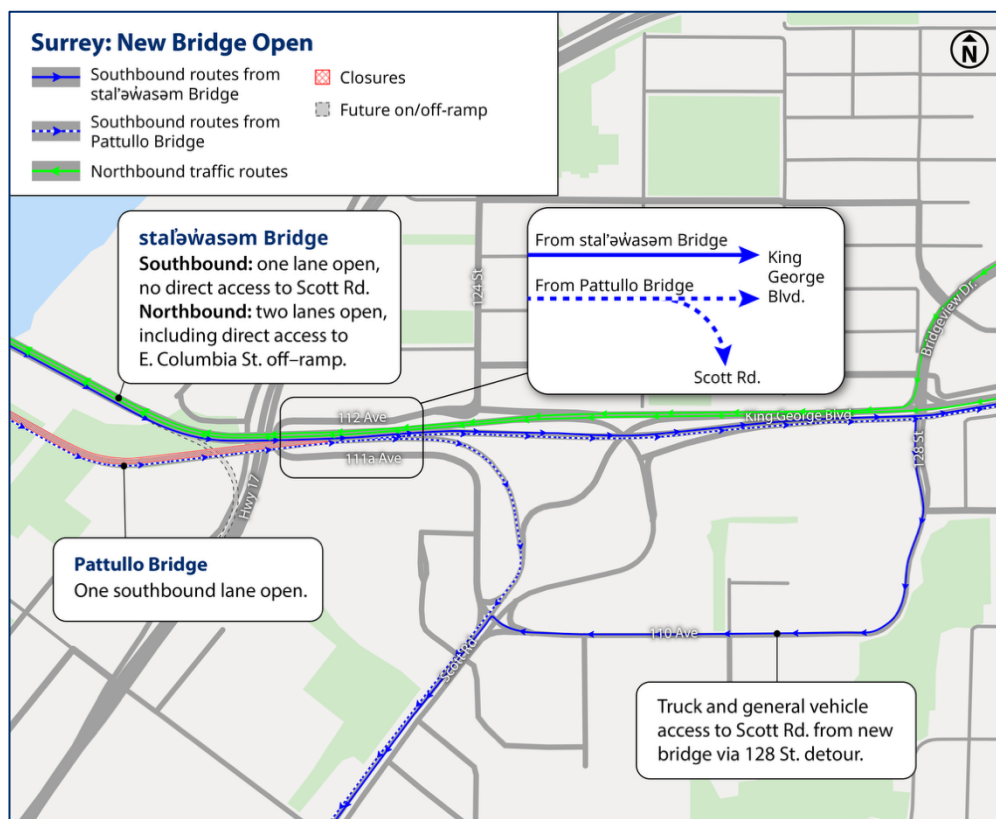 Surrey: New Bridge Open
Southbound routes from
stal̓əw̓asəm Bridge
Southbound routes from
Pattullo Bridge
Northbound traffic routes
Closures
Future on/off-ramp
N
stal̓əw̓asəm Bridge
Southbound: one lane open,
no direct access to Scott Rd.
Northbound: two lanes open,
including direct access to
E. Columbia St. off–ramp.
From stal̓əw̓asəm Bridge
King
George
Blvd.
From Pattullo Bridge
Scott Rd.
124 St
Bridgeview Dr.
112 Ave
King George Blvd
111a Ave
128 St
Hwy 17
Pattullo Bridge
One southbound lane open.
110 Ave
Scott Rd
Truck and general vehicle
access to Scott Rd. from new
bridge via 128 St. detour.